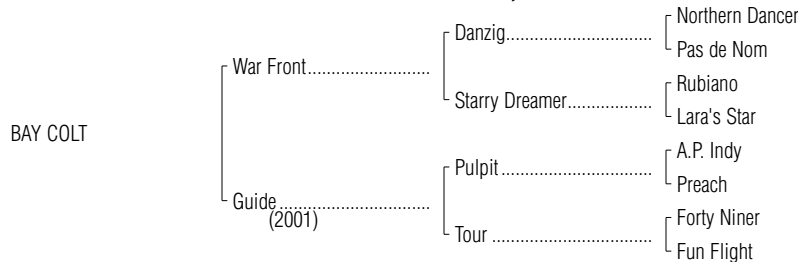 Northern Dancer
Danzig
Pas de Nom
War Front
Rubiano
Starry Dreamer
Lara's Star
BAY COLT
A.P. Indy
Pulpit
Preach
Guide
(2001)
Forty Niner
Tour
Fun Flight